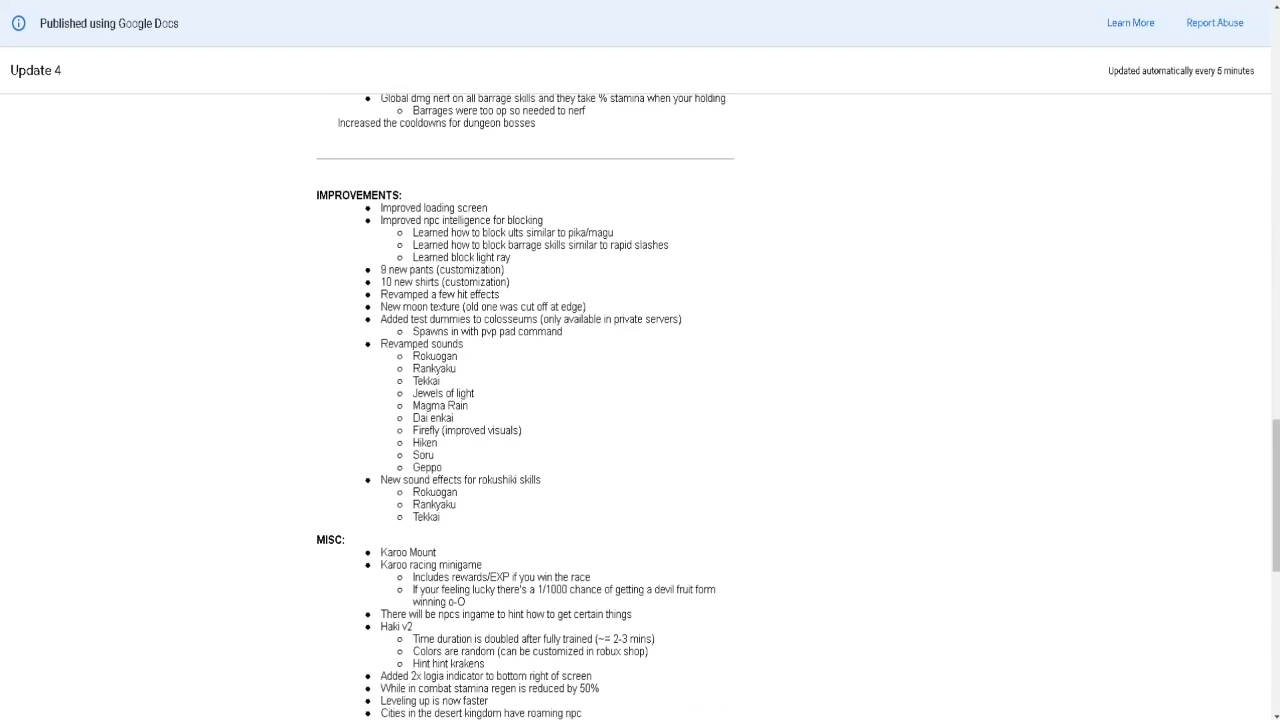 Published using Google Docs
Learn More
Report Abuse
Update 4
Updated automatically every 5 minutes
Global dmg nerf on all barrage skills and they take % stamina when your holding
Barrages were too op so needed to nerf
Increased the cooldowns for dungeon bosses
IMPROVEMENTS:
Improved loading screen
Improved npc intelligence for blocking
Learned how to block ults similar to pika/magu
Learned how to block barrage skills similar to rapid slashes
Learned block light ray
9 new pants (customization)
10 new shirts (customization)
Revamped a few hit effects
New moon texture (old one was cut off at edge)
Added test dummies to colosseums (only available in private servers)
Spawns in with pvp pad command
Revamped sounds
Rokuogan
Rankyaku
Tekkai
Jewels of light
Magma Rain
Dai enkai
Firefly (improved visuals)
Hiken
Soru
Geppo
New sound effects for rokushiki skills
Rokuogan
Rankyaku
Tekkai
MISC:
Karoo Mount
Karoo racing minigame
Includes rewards/EXP if you win the race
If your feeling lucky there's a 1/1000 chance of getting a devil fruit form
winning o-O
There will be npcs ingame to hint how to get certain things
Haki v2
Time duration is doubled after fully trained (~= 2-3 mins)
Colors are random (can be customized in robux shop)
Hint hint krakens
Added 2x logia indicator to bottom right of screen
While in combat stamina regen is reduced by 50%
Leveling up is now faster
Cities in the desert kingdom have roaming npc